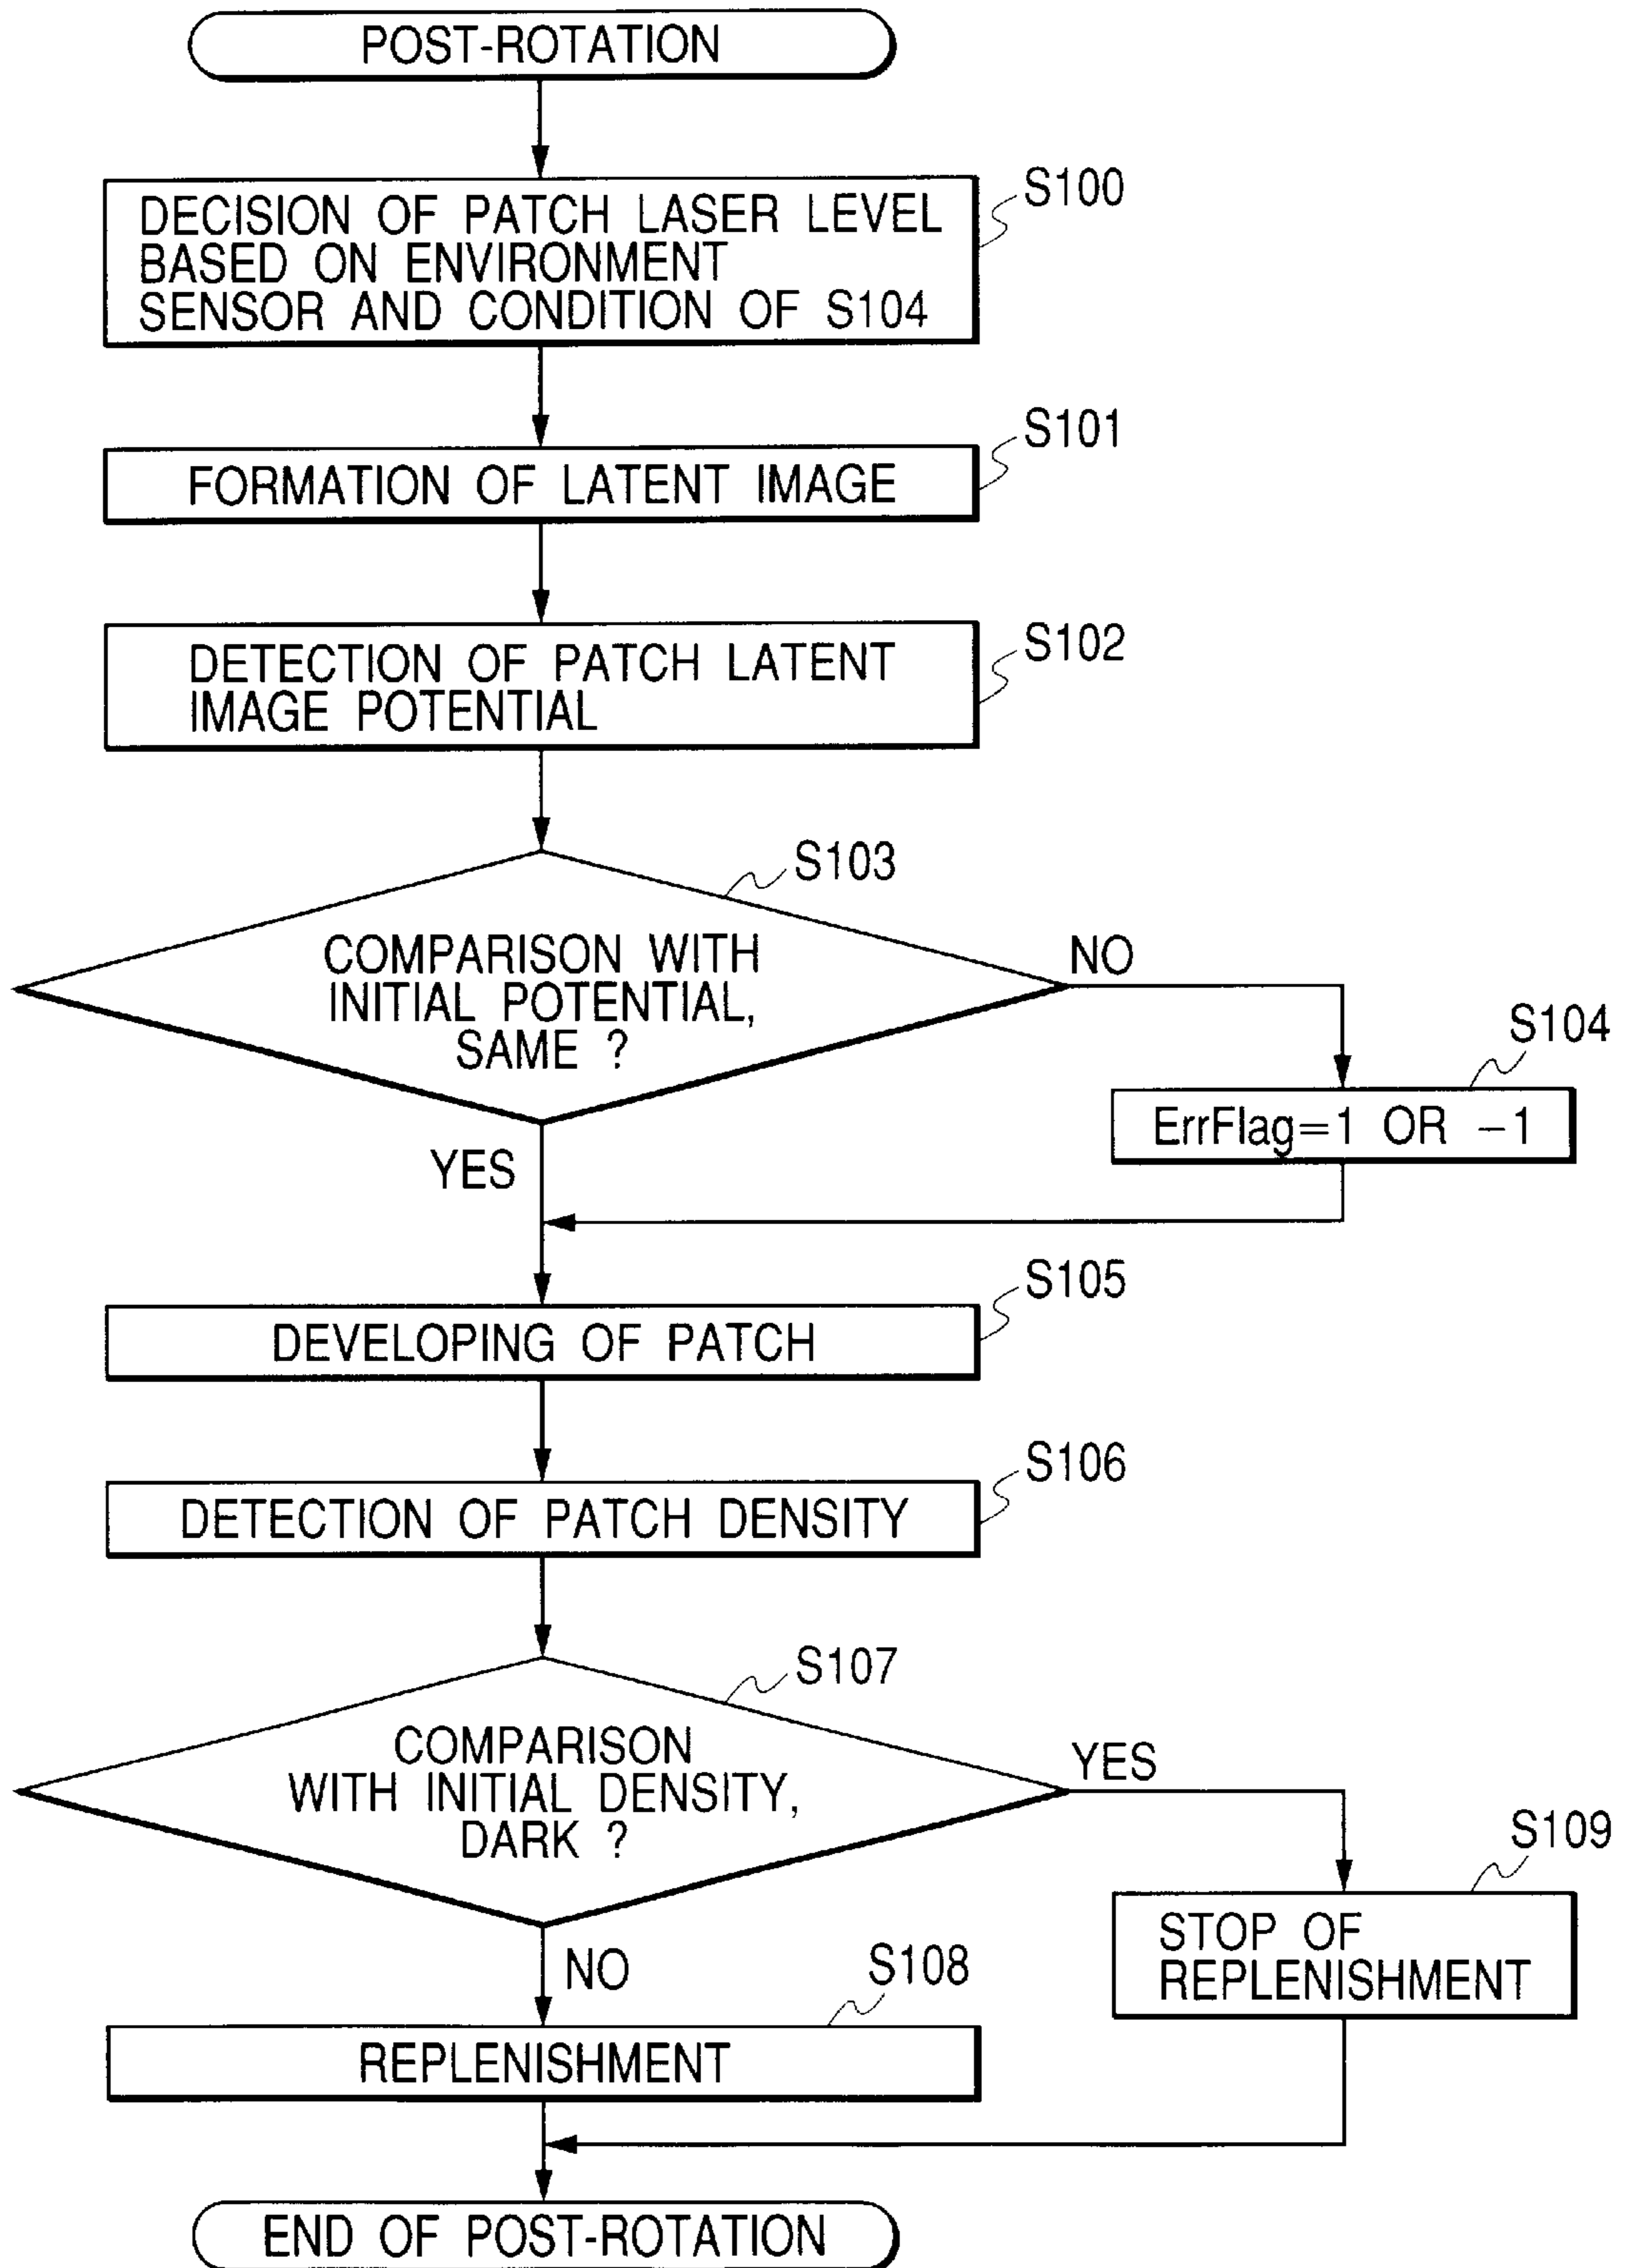 POST-ROTATION
S100
DECISION OF PATCH LASER LEVEL
BASED ON ENVIRONMENT
SENSOR AND CONDITION OF S104
S101
FORMATION OF LATENT IMAGE
S102
DETECTION OF PATCH LATENT
IMAGE POTENTIAL
S103
COMPARISON WITH
INITIAL POTENTIAL,
SAME ?
NO
S104
ErrFlag=1 OR −1
YES
S105
DEVELOPING OF PATCH
S106
DETECTION OF PATCH DENSITY
S107
COMPARISON
WITH INITIAL DENSITY,
DARK ?
YES
S109
STOP OF
REPLENISHMENT
NO
S108
REPLENISHMENT
END OF POST-ROTATION